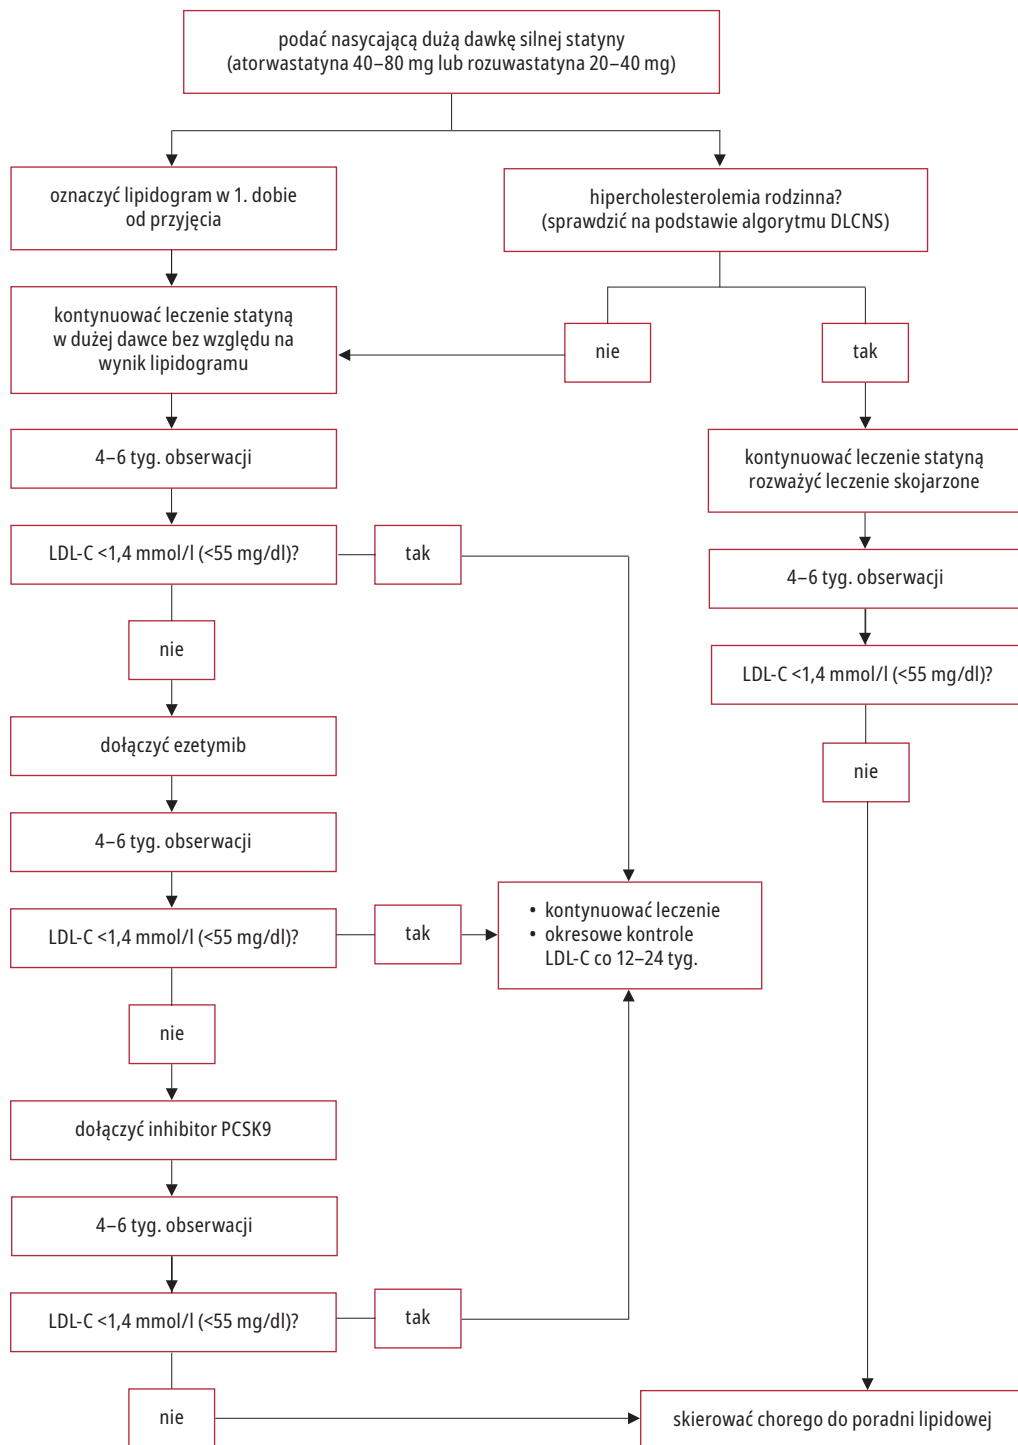 podać nasycającą dużą dawkę silnej statyny
(atorwastatyna 40–80 mg lub rozuwastatyna 20–40 mg)
oznaczyć lipidogram w 1. dobie
od przyjęcia
hipercholesterolemia rodzinna?
(sprawdzić na podstawie algorytmu DLCNS)
kontynuować leczenie statyną
w dużej dawce bez względu na
wynik lipidogramu
nie
tak
4–6 tyg. obserwacji
kontynuować leczenie statyną
rozważyć leczenie skojarzone
LDL-C <1,4 mmol/l (<55 mg/dl)?
tak
4–6 tyg. obserwacji
nie
LDL-C <1,4 mmol/l (<55 mg/dl)?
dołączyć ezetymib
nie
4–6 tyg. obserwacji
LDL-C <1,4 mmol/l (<55 mg/dl)?
tak
• kontynuować leczenie
• okresowe kontrole
LDL-C co 12–24 tyg.
nie
dołączyć inhibitor PCSK9
4–6 tyg. obserwacji
LDL-C <1,4 mmol/l (<55 mg/dl)?
tak
nie
skierować chorego do poradni lipidowej